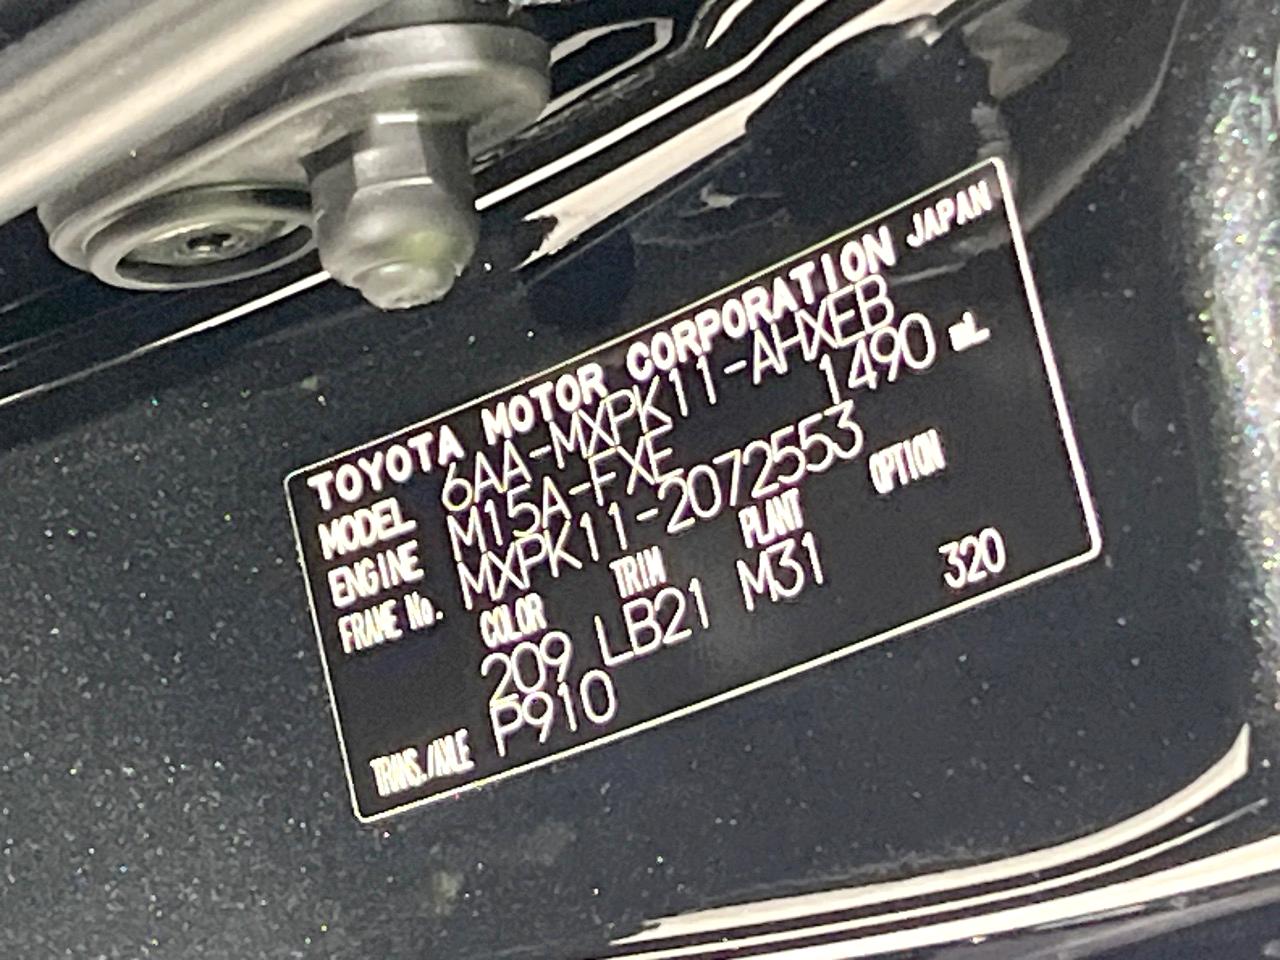 TOYOTA MOTOR CORPORATION JAPAN
MODEL 6AA-MXPK11-AHXEB
ENGINE M15A-FXE 1490 mL
FRAME No. MXPK11-2072553
COLOR TRIM PLANT OPTION
209 LB21 M31 320
TRANS./AXLE P910